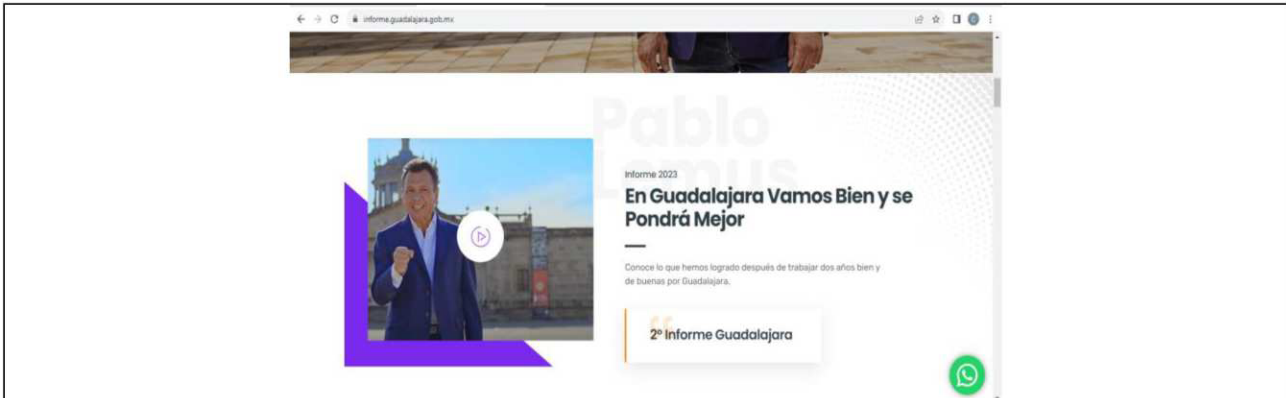 informe.guadalajara.gob.mx
Pablo
Lemus
Informe 2023
En Guadalajara Vamos Bien y se
Pondrá Mejor
Conoce lo que hemos logrado después de trabajar dos años bien y
de buenas por Guadalajara.
2º Informe Guadalajara